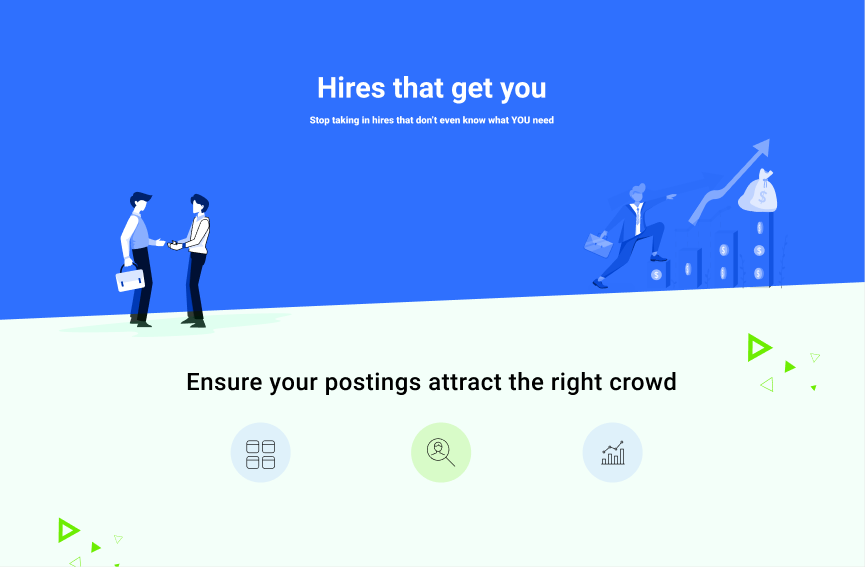 Hires that get you
Stop taking in hires that don't even know what YOU need
$
$
$
$
$
$
Ensure your postings attract the right crowd